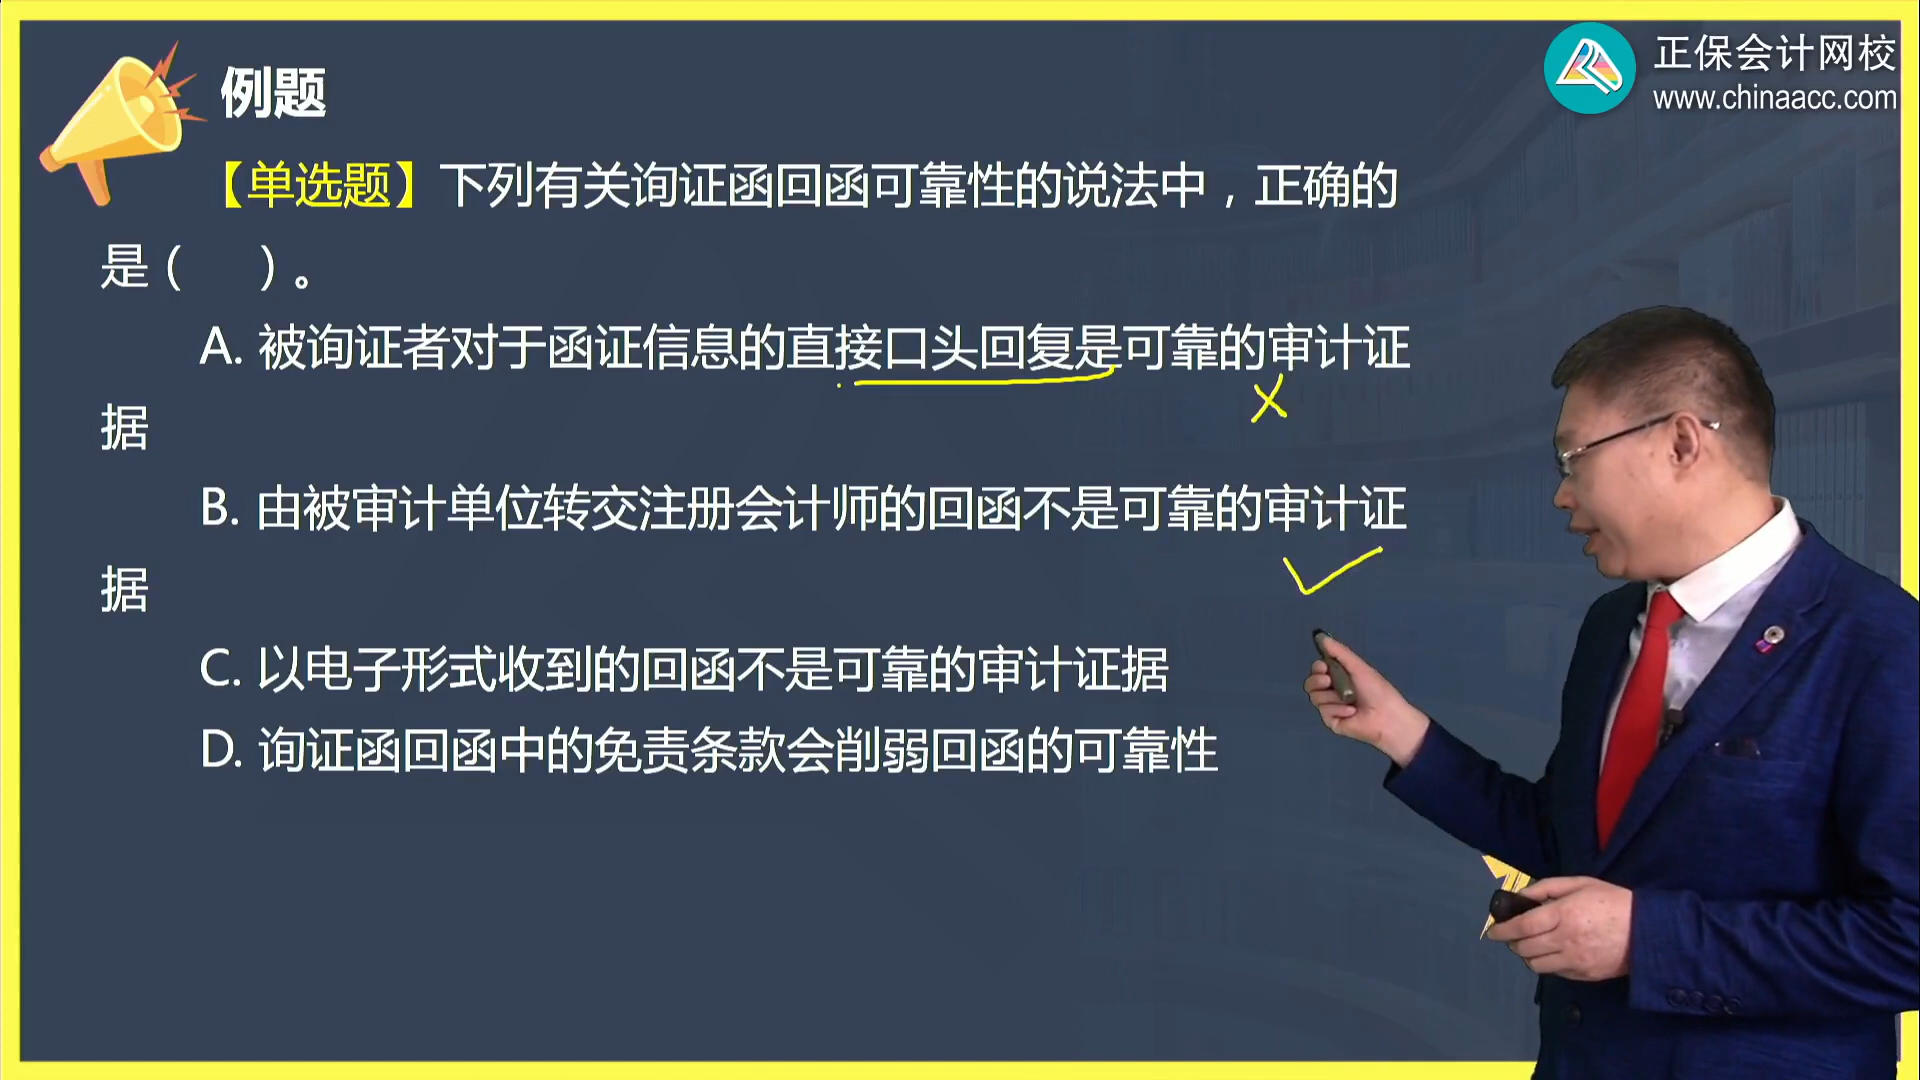 正保会计网校
www.chinaacc.com
例题
【单选题】下列有关询证函回函可靠性的说法中，正确的
是（　　）。
A. 被询证者对于函证信息的直接口头回复是可靠的审计证
据
B. 由被审计单位转交注册会计师的回函不是可靠的审计证
据
C. 以电子形式收到的回函不是可靠的审计证据
D. 询证函回函中的免责条款会削弱回函的可靠性